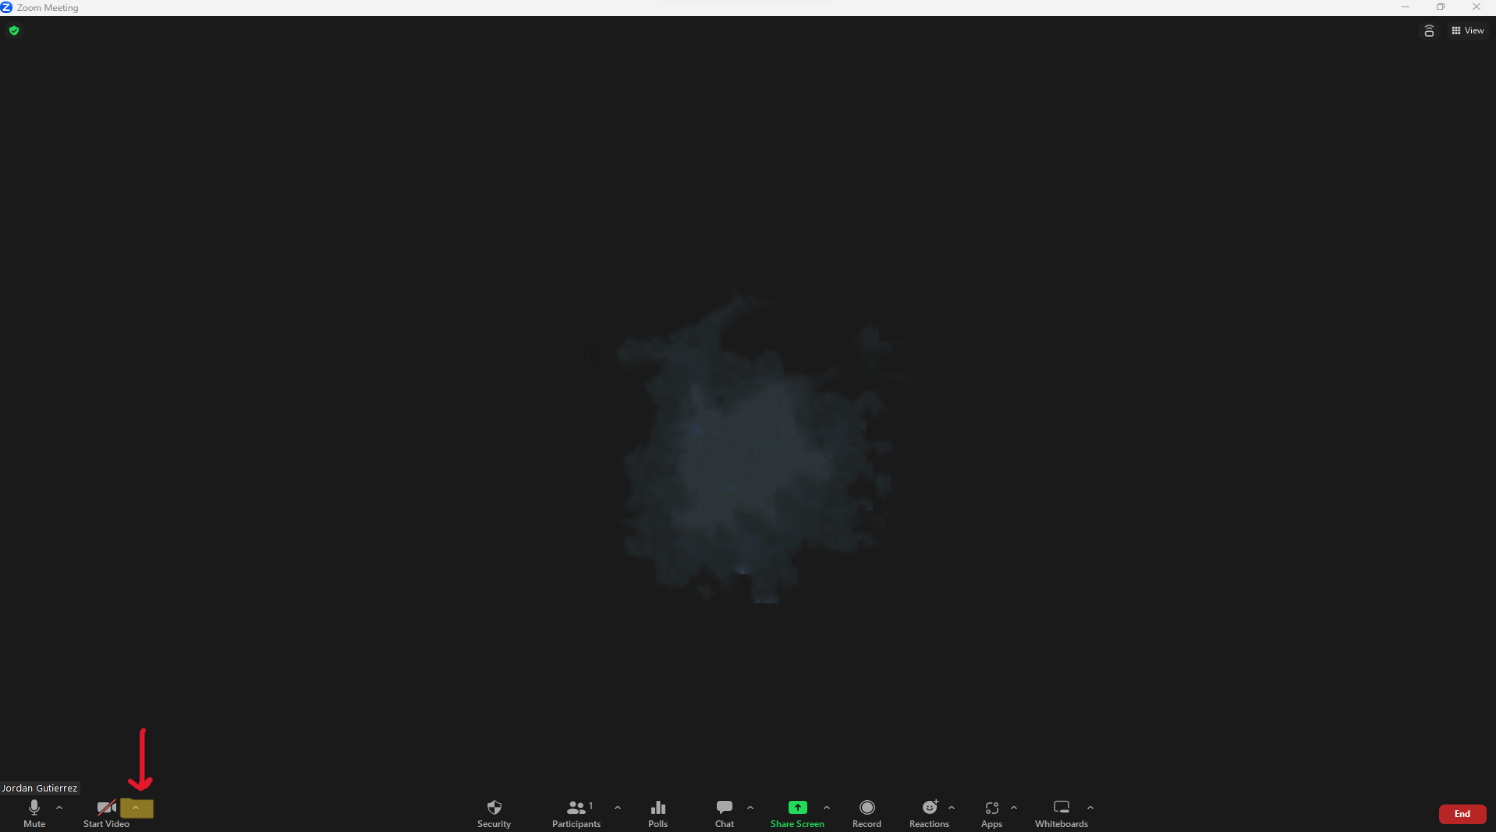 Zoom Meeting
View
Jordan Gutierrez
1
Mute
Start Video
Security
Participants
Polls
Chat
Share Screen
Record
Reactions
Apps
Whiteboards
End